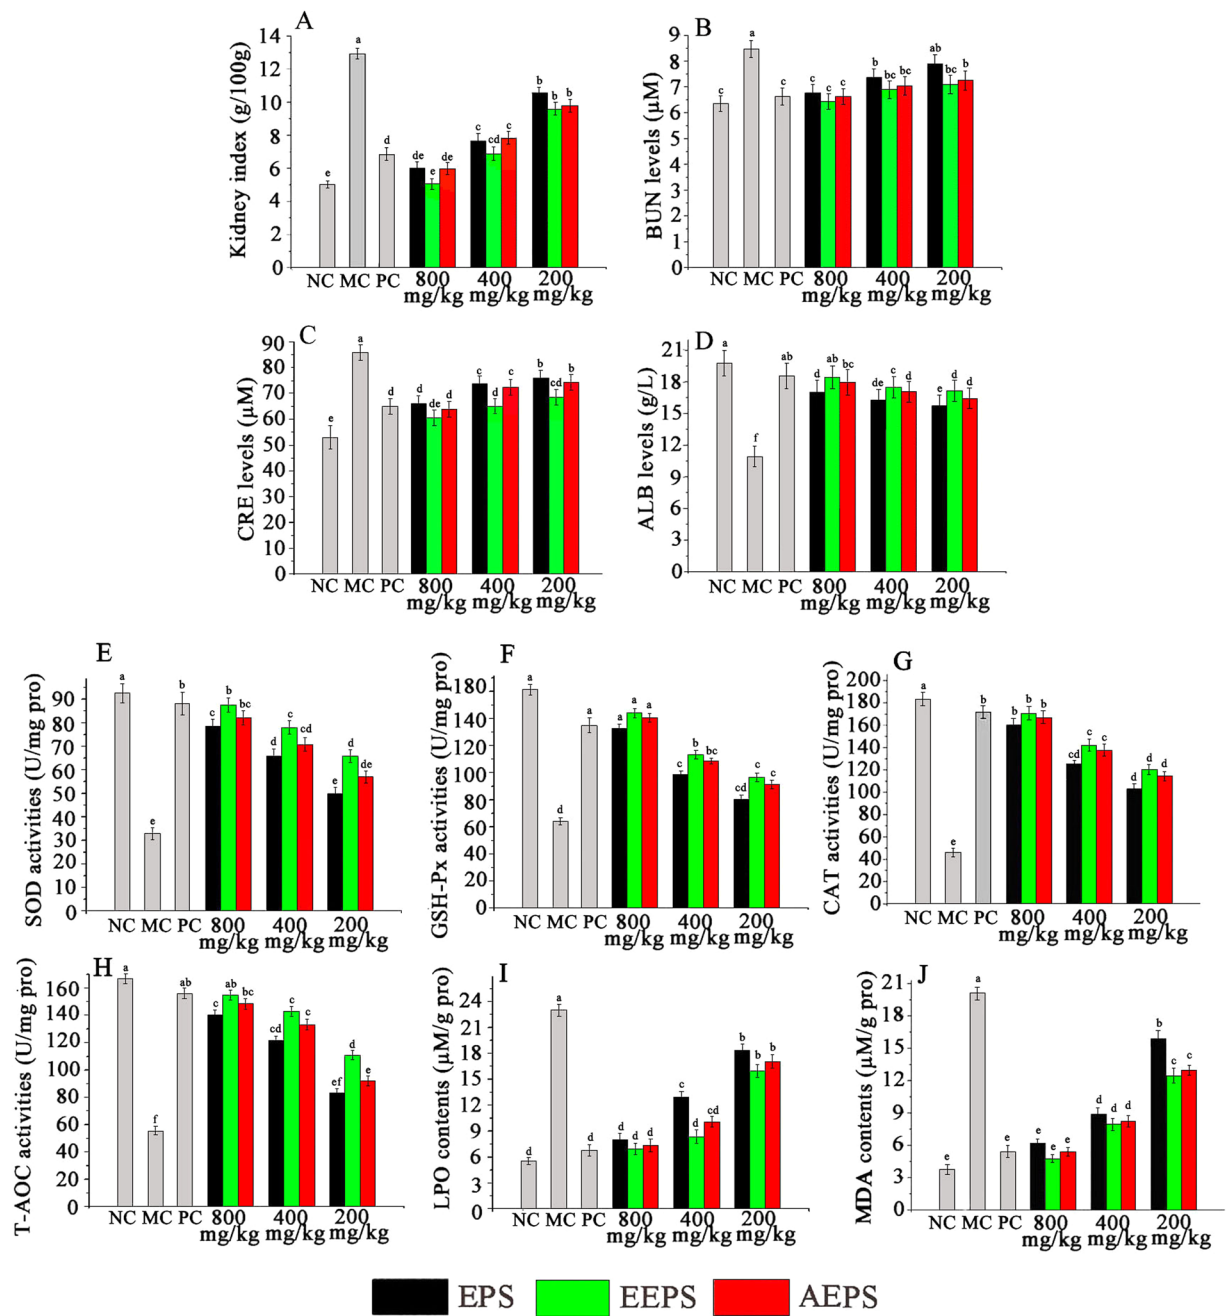 A
Kidney index (g/100g)
14
12
10
8
6
4
2
0
e
a
d
de
e
de
c
cd
c
b
b
b
NC MC PC 800 400 200
mg/kg mg/kg mg/kg
B
BUN levels (μM)
9
8
7
6
5
4
3
2
1
0
c
a
c
c
c
c
b
bc
bc
ab
bc
b
NC MC PC 800 400 200
mg/kg mg/kg mg/kg
C
CRE levels (μM)
90
80
70
60
50
40
30
20
10
0
e
a
d
d
de
d
c
d
c
b
cd
b
NC MC PC 800 400 200
mg/kg mg/kg mg/kg
D
ALB levels (g/L)
21
18
15
12
9
6
3
0
a
f
ab
d
ab
bc
de
c
d
e
d
d
NC MC PC 800 400 200
mg/kg mg/kg mg/kg
E
SOD activities (U/mg pro)
90
80
70
60
50
40
30
20
10
0
a
e
b
c
b
bc
d
c
cd
e
d
de
NC MC PC 800 400 200
mg/kg mg/kg mg/kg
F
GSH-Px activities (U/mg pro)
180
160
140
120
100
80
60
40
20
0
a
d
a
a
a
a
c
b
bc
cd
c
c
NC MC PC 800 400 200
mg/kg mg/kg mg/kg
G
CAT activities (U/mg pro)
200
180
160
140
120
100
80
60
40
20
0
a
e
b
b
b
b
cd
c
c
d
d
d
NC MC PC 800 400 200
mg/kg mg/kg mg/kg
H
T-AOC activities (U/mg pro)
160
140
120
100
80
60
40
20
0
a
f
ab
c
ab
bc
cd
c
c
ef
d
e
NC MC PC 800 400 200
mg/kg mg/kg mg/kg
I
LPO contents (μM/g pro)
24
21
18
15
12
9
6
3
0
d
a
d
d
d
d
c
d
cd
b
b
b
NC MC PC 800 400 200
mg/kg mg/kg mg/kg
J
MDA contents (μM/g pro)
21
18
15
12
9
6
3
0
e
a
e
e
e
e
d
d
d
b
c
c
NC MC PC 800 400 200
mg/kg mg/kg mg/kg
EPS EEPS AEPS